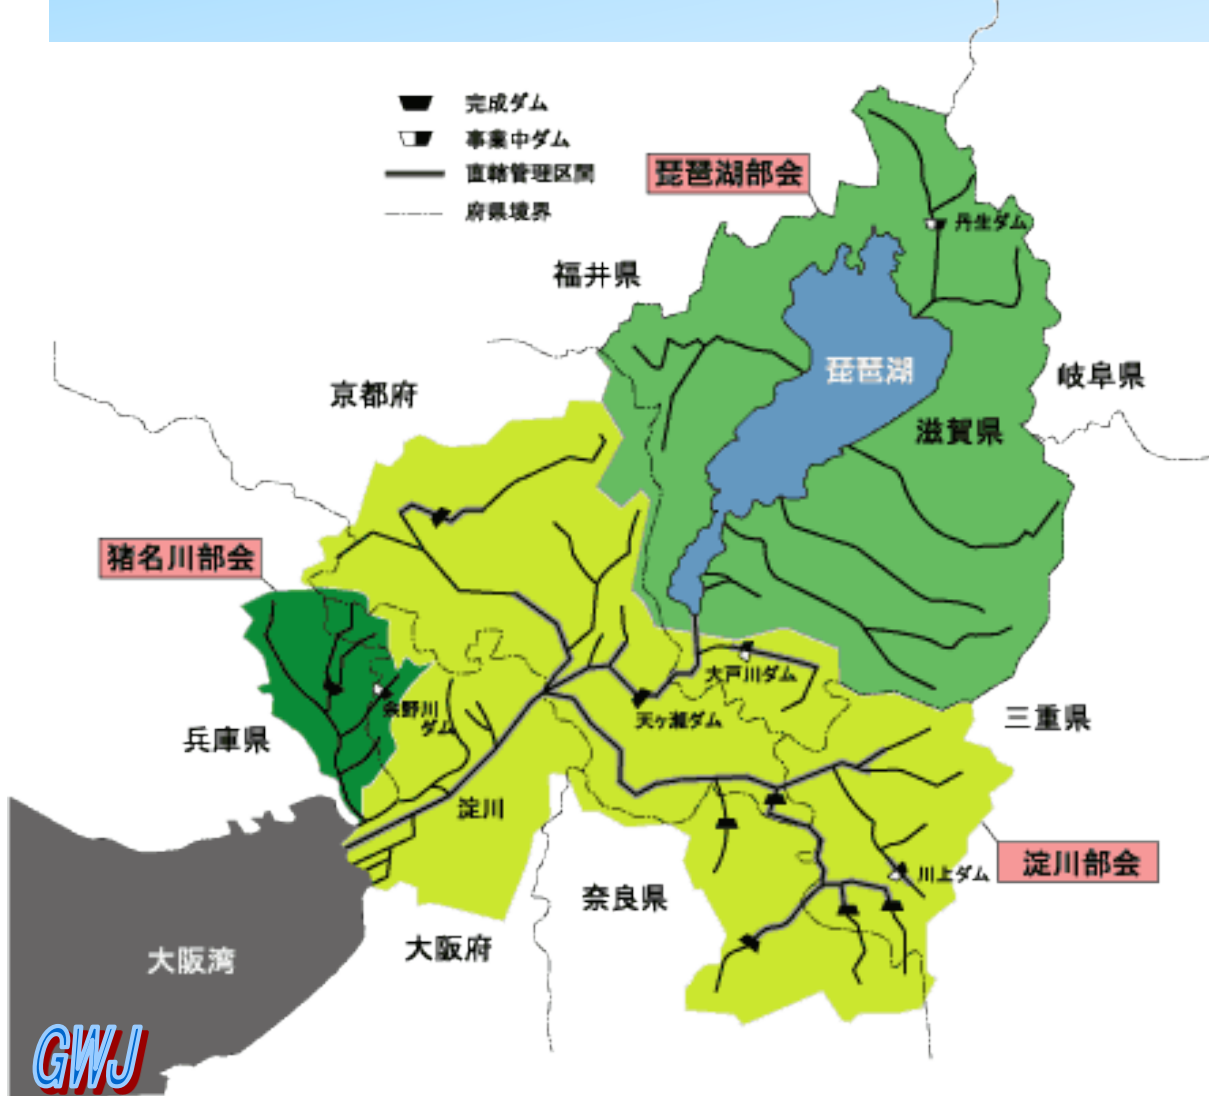 完成ダム
事業中ダム
直轄管理区間
府県境界
琵琶湖部会
丹生ダム
福井県
琵琶湖
岐阜県
京都府
滋賀県
猪名川部会
大戸川ダム
余野川
ダム
天ヶ瀬ダム
三重県
兵庫県
淀川
淀川部会
川上ダム
奈良県
大阪府
大阪湾
GWJ